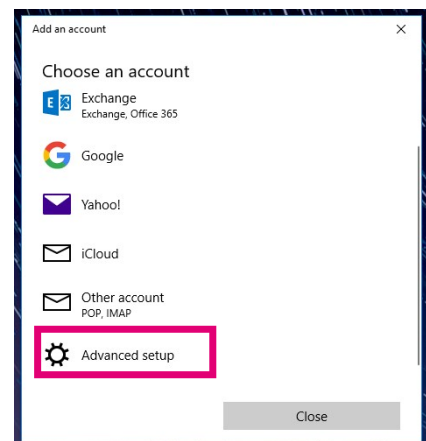 Add an account
Choose an account
Exchange
Exchange, Office 365
Google
Yahoo!
iCloud
Other account
POP, IMAP
Advanced setup
Close